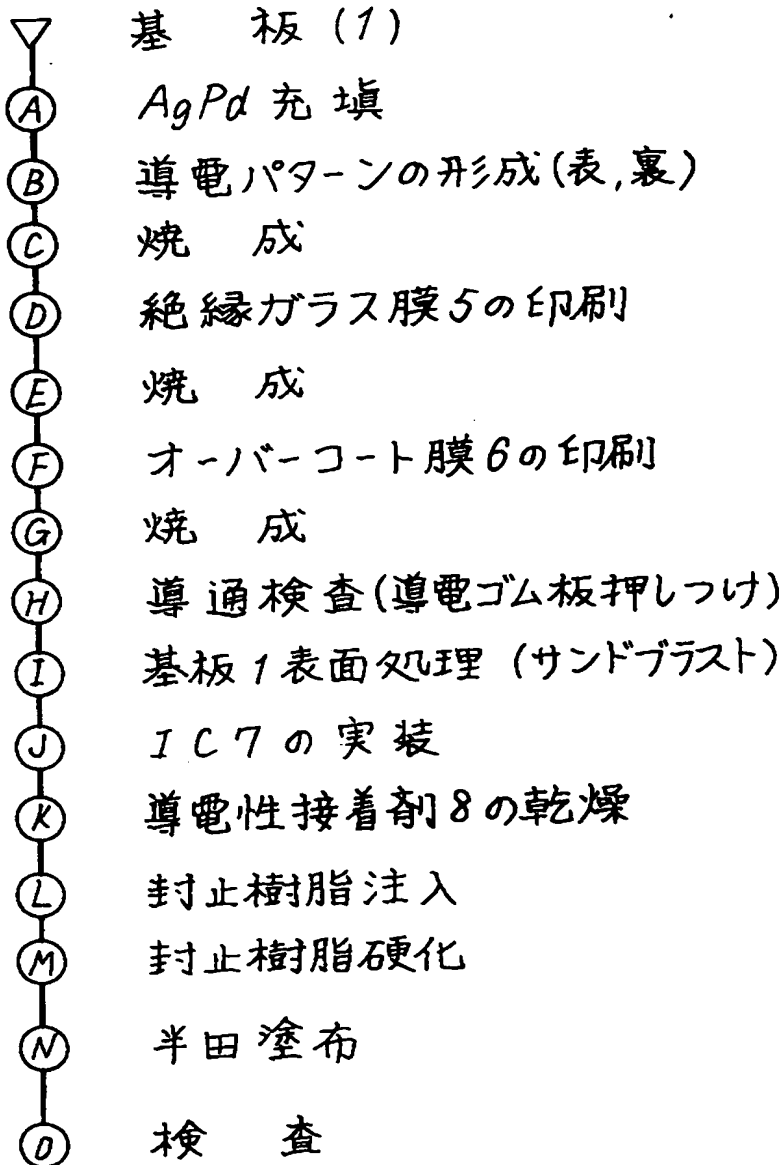 基 板(1)
A AgPd 充塡
B 導電パターンの形成(表,裏)
C 焼 成
D 絶縁ガラス膜5の印刷
E 焼 成
F オーバーコート膜6の印刷
G 焼 成
H 導通検査(導電ゴム板押しつけ)
I 基板1表面処理(サンドブラスト)
J IC7の実装
K 導電性接着剤8の乾燥
L 封止樹脂注入
M 封止樹脂硬化
N 半田塗布
O 検 査